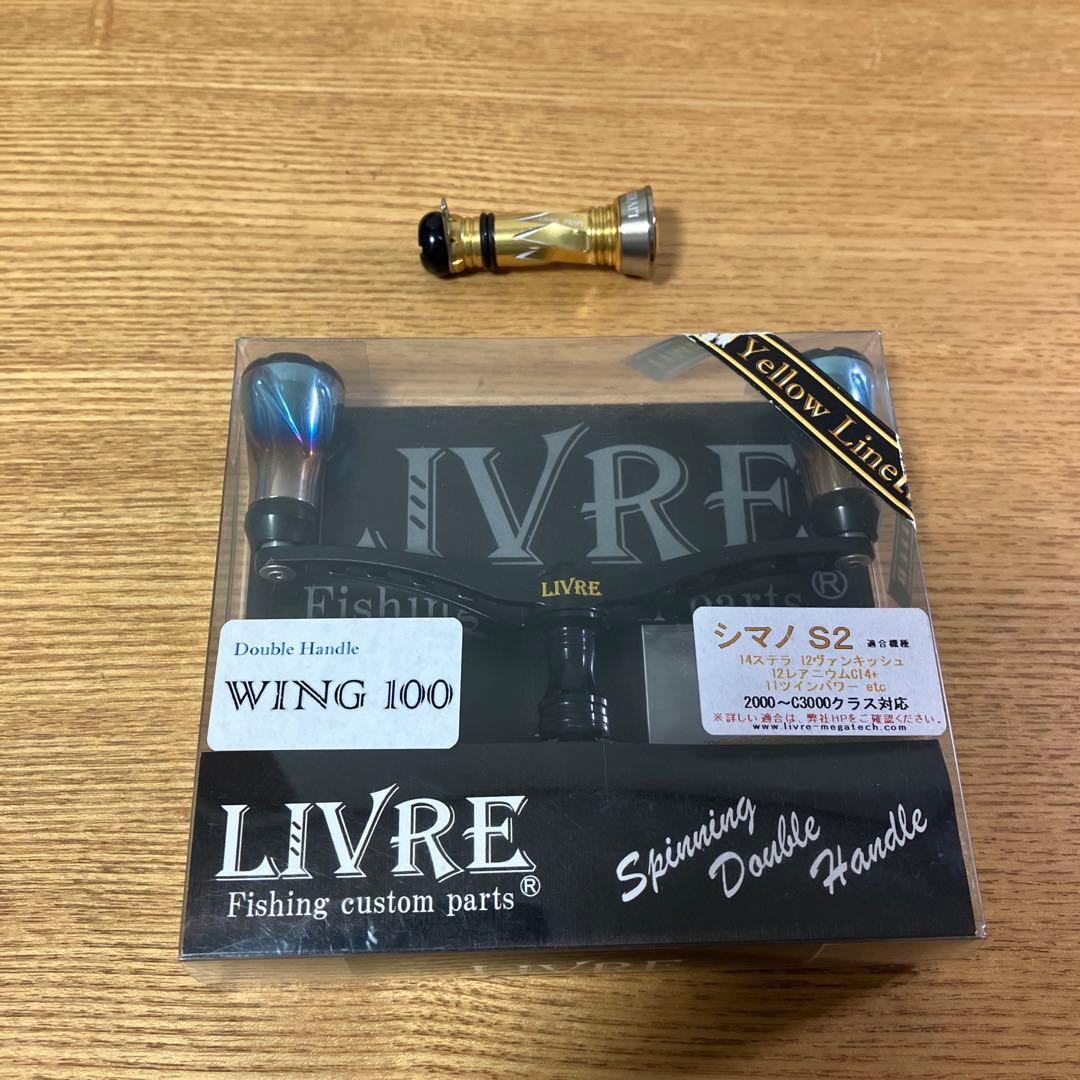 LIVRE
Yellow Line
LIVRE
Fishing parts®
LIVRE
Double Handle
WING 100
シマノ S2 適合機種
14ステラ 12ヴァンキッシュ
12レアニウムCI4+
11ツインパワー etc
2000～C3000クラス対応
※詳しい適合は、弊社HPをご確認ください。
www.livre-megatech.com
LIVRE
Fishing custom parts®
Spinning
Double
Handle
LIVRE